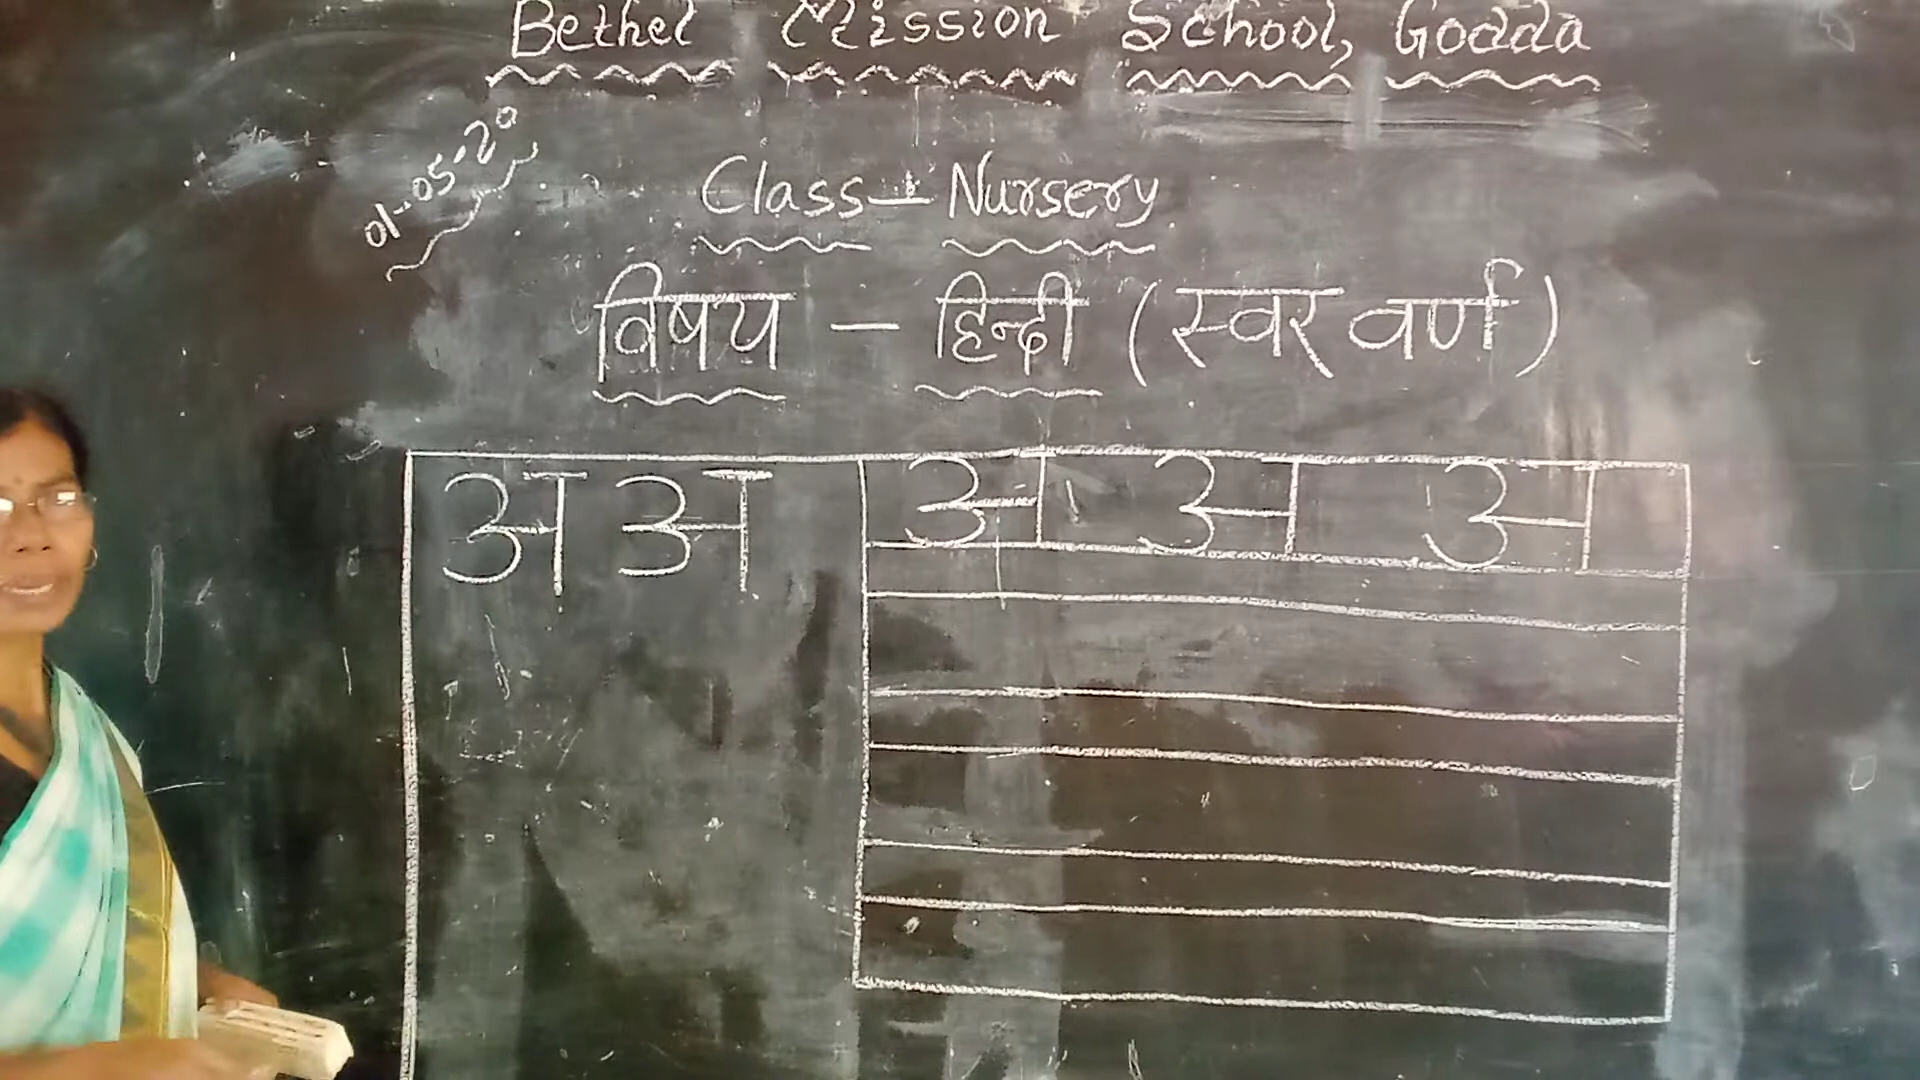 Bethel Mission School, Godda
01-05-20
Class - Nursery
विषय - हिन्दी (स्वर वर्ण)
अ अ अ अ अ